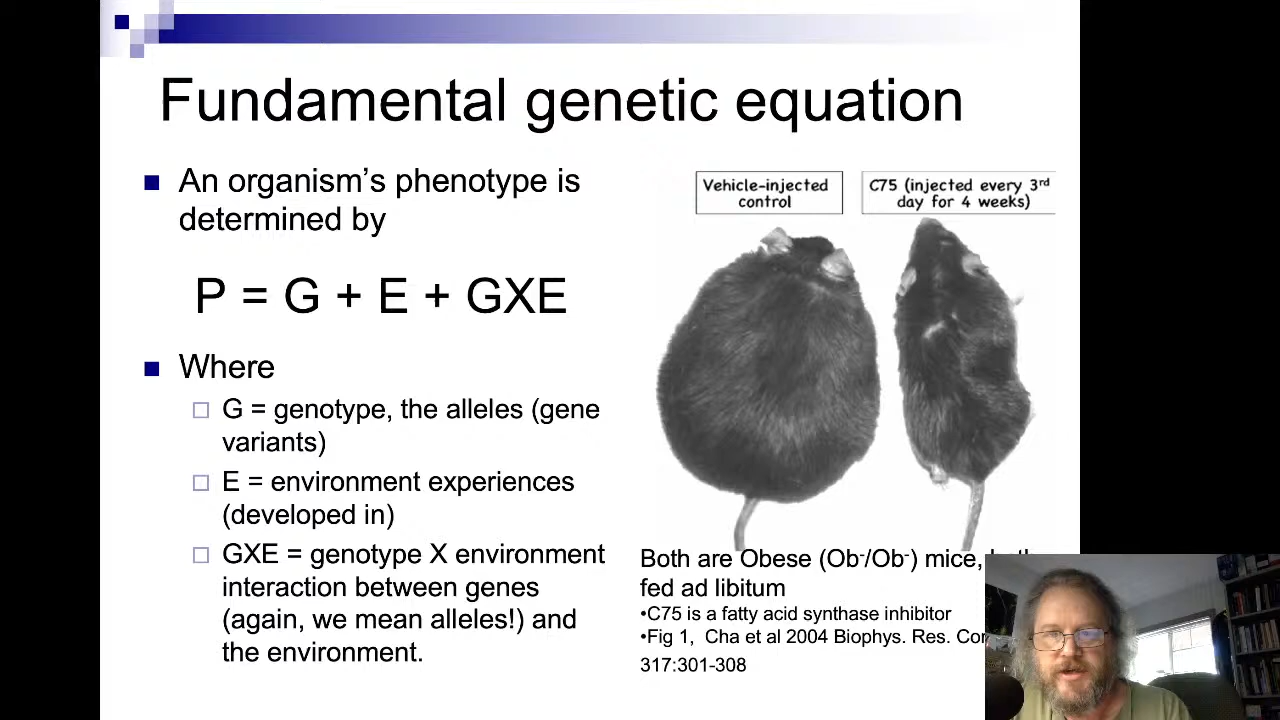 Fundamental genetic equation
An organism’s phenotype is
determined by
P = G + E + GXE
Where
G = genotype, the alleles (gene
variants)
E = environment experiences
(developed in)
GXE = genotype X environment
interaction between genes
(again, we mean alleles!) and
the environment.
Vehicle-injected
control
C75 (injected every 3rd
day for 4 weeks)
Both are Obese (Ob-/Ob-) mice,
fed ad libitum
•C75 is a fatty acid synthase inhibitor
•Fig 1, Cha et al 2004 Biophys. Res.
317:301-308